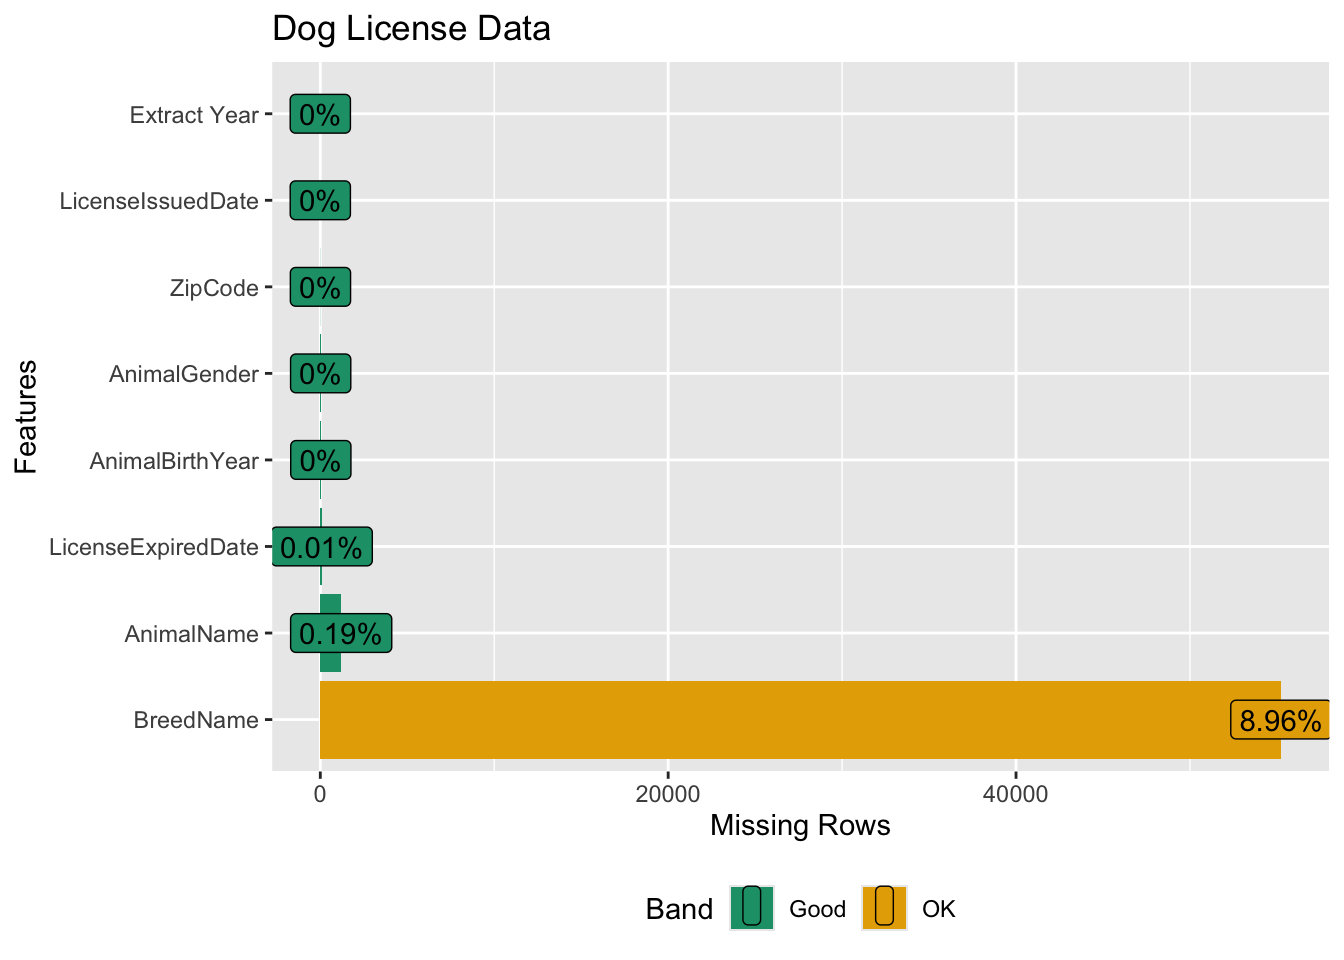 Dog License Data
Extract Year 0%
LicenseIssuedDate 0%
ZipCode 0%
AnimalGender 0%
AnimalBirthYear 0%
LicenseExpiredDate 0.01%
AnimalName 0.19%
BreedName 8.96%
Features
0 20000 40000
Missing Rows
Band Good OK